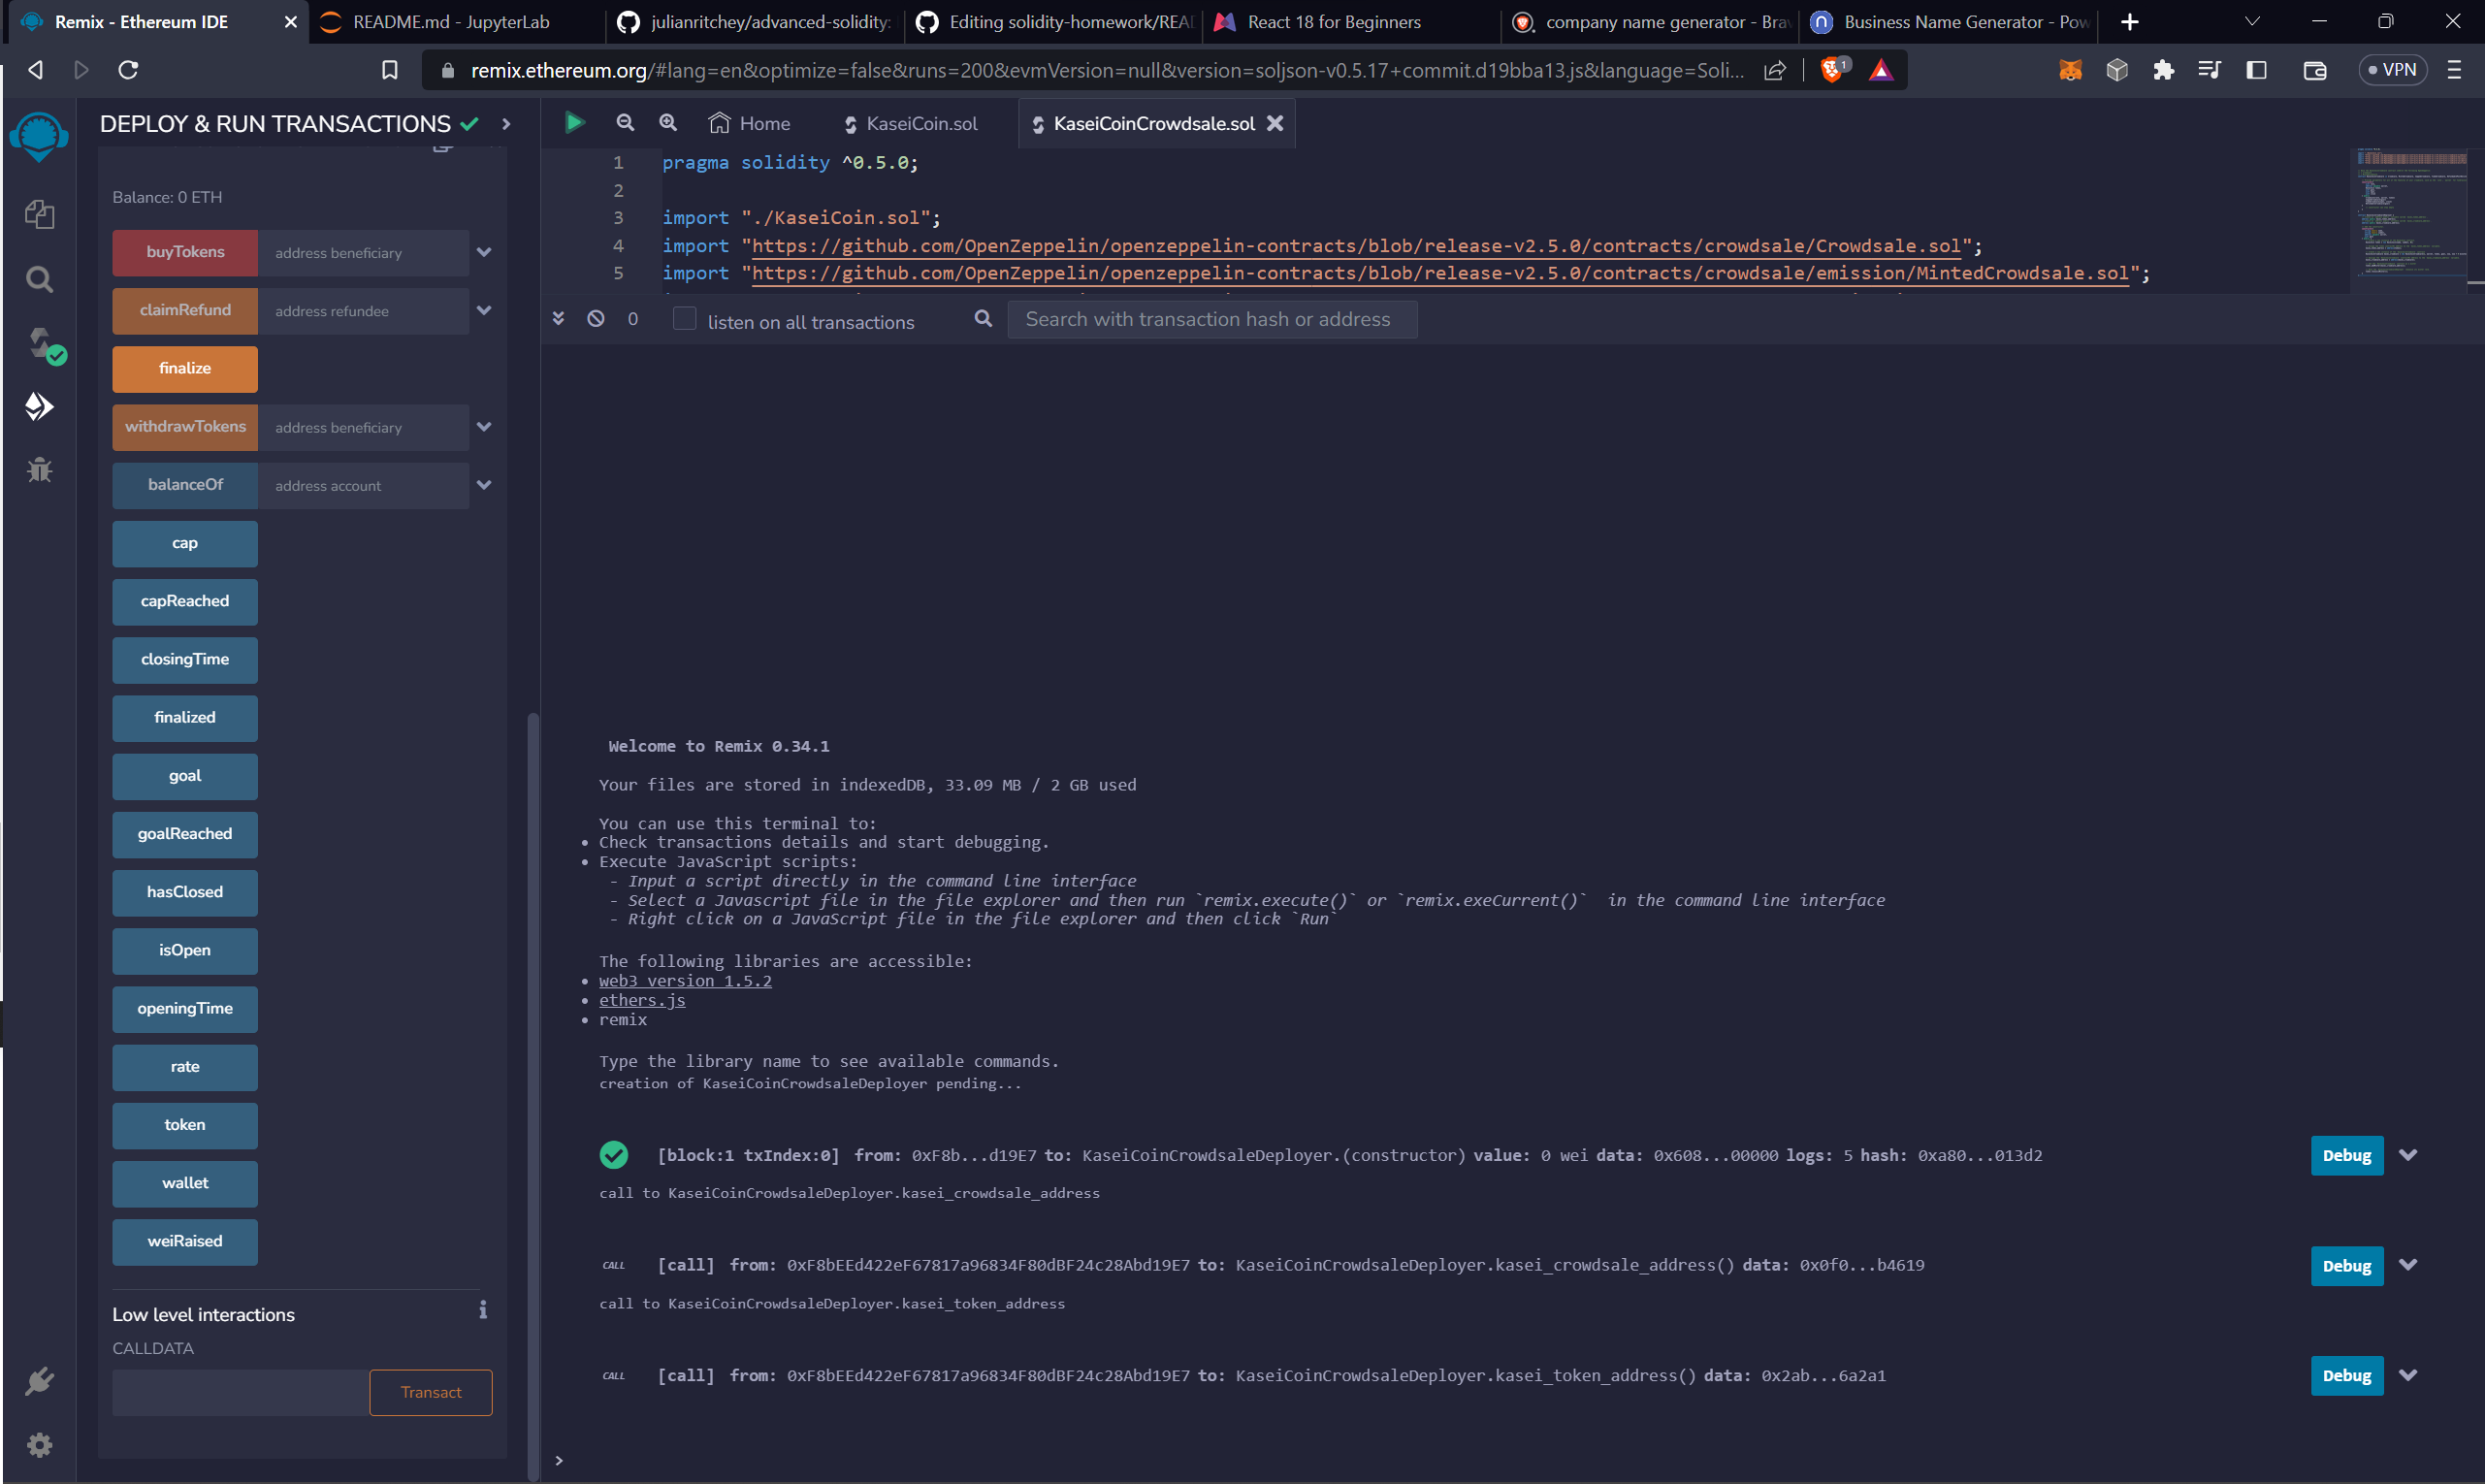 Remix - Ethereum IDE
README.md - JupyterLab
julianritchey/advanced-solidity:
Editing solidity-homework/REA
React 18 for Beginners
company name generator - Bra
Business Name Generator - Pow
remix.ethereum.org/#lang=en&optimize=false&runs=200&evmVersion=null&version=soljson-v0.5.17+commit.d19bba13.js&language=Soli...
1
VPN
DEPLOY & RUN TRANSACTIONS
Home
KaseiCoin.sol
KaseiCoinCrowdsale.sol
Balance: 0 ETH
buyTokens address beneficiary
claimRefund address refundee
finalize
withdrawTokens address beneficiary
balanceOf address account
cap
capReached
closingTime
finalized
goal
goalReached
hasClosed
isOpen
openingTime
rate
token
wallet
weiRaised
Low level interactions
i
CALLDATA
Transact
1 pragma solidity ^0.5.0;
2
3 import "./KaseiCoin.sol";
4 import "https://github.com/OpenZeppelin/openzeppelin-contracts/blob/release-v2.5.0/contracts/crowdsale/Crowdsale.sol";
5 import "https://github.com/OpenZeppelin/openzeppelin-contracts/blob/release-v2.5.0/contracts/crowdsale/emission/MintedCrowdsale.sol";
0 listen on all transactions Search with transaction hash or address
Welcome to Remix 0.34.1
Your files are stored in indexedDB, 33.09 MB / 2 GB used
You can use this terminal to:
• Check transactions details and start debugging.
• Execute JavaScript scripts:
- Input a script directly in the command line interface
- Select a Javascript file in the file explorer and then run `remix.execute()` or `remix.exeCurrent()` in the command line interface
- Right click on a JavaScript file in the file explorer and then click `Run`
The following libraries are accessible:
• web3 version 1.5.2
• ethers.js
• remix
Type the library name to see available commands.
creation of KaseiCoinCrowdsaleDeployer pending...
[block:1 txIndex:0] from: 0xF8b...d19E7 to: KaseiCoinCrowdsaleDeployer.(constructor) value: 0 wei data: 0x608...00000 logs: 5 hash: 0xa80...013d2
Debug
call to KaseiCoinCrowdsaleDeployer.kasei_crowdsale_address
CALL [call] from: 0xF8bEEd422eF67817a96834F80dBF24c28Abd19E7 to: KaseiCoinCrowdsaleDeployer.kasei_crowdsale_address() data: 0x0f0...b4619
Debug
call to KaseiCoinCrowdsaleDeployer.kasei_token_address
CALL [call] from: 0xF8bEEd422eF67817a96834F80dBF24c28Abd19E7 to: KaseiCoinCrowdsaleDeployer.kasei_token_address() data: 0x2ab...6a2a1
Debug
>